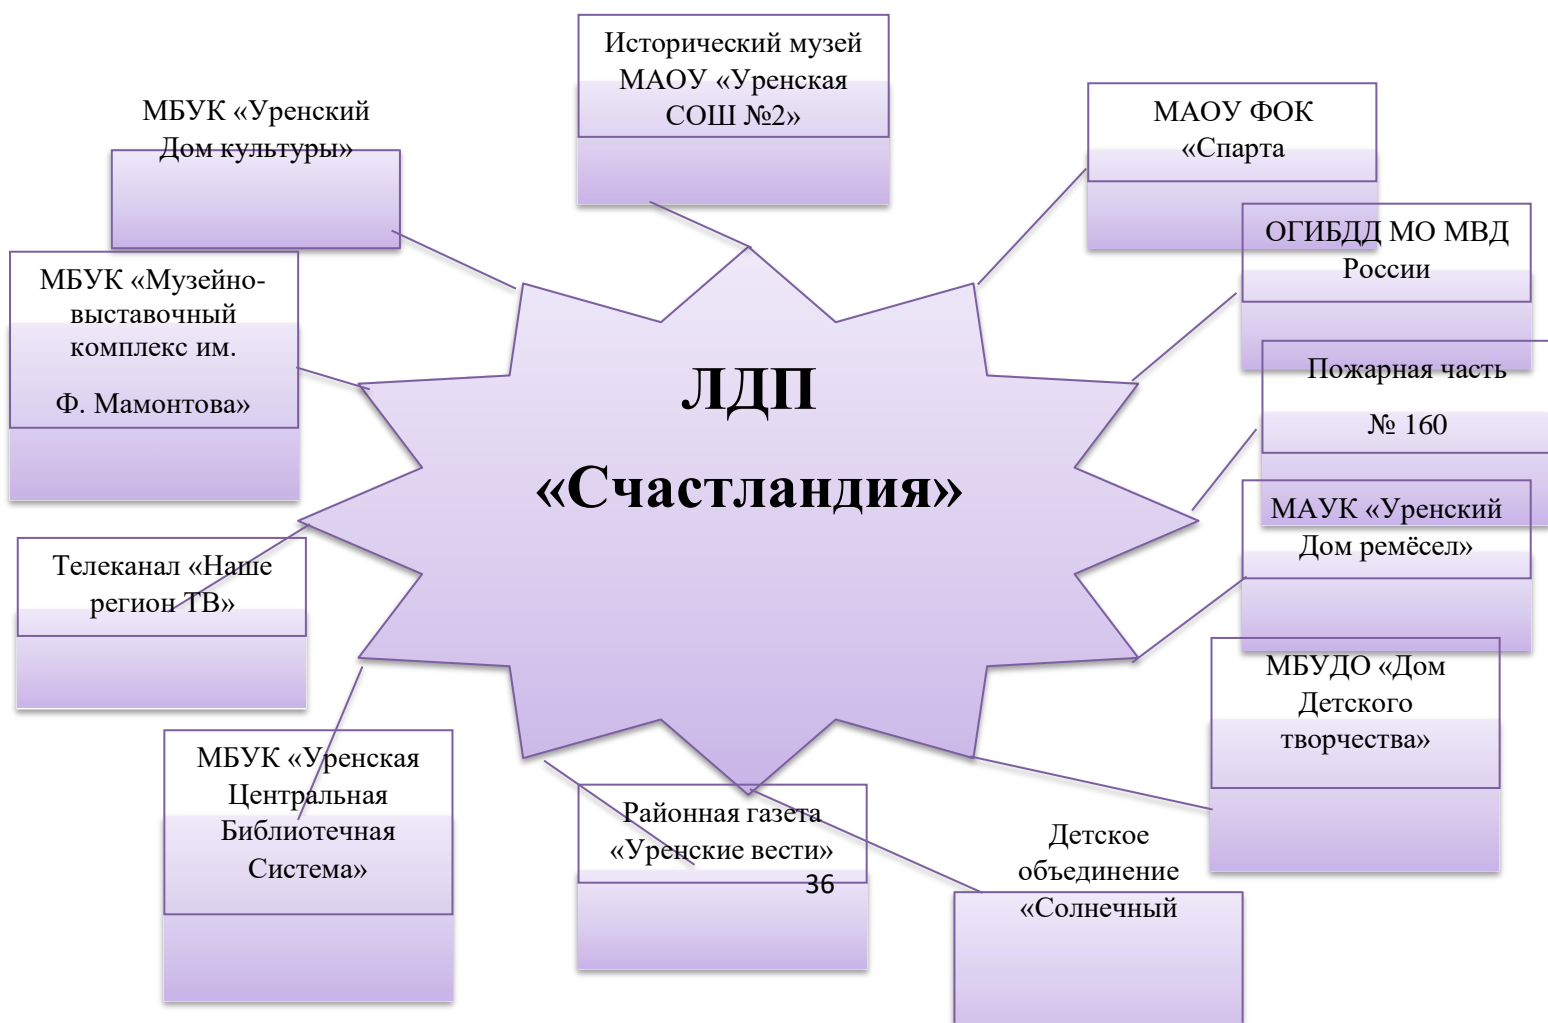 Исторический музей
МАОУ «Уренская
СОШ №2»
МБУК «Уренский
Дом культуры»
МАОУ ФОК
«Спарта
ОГИБДД МО МВД
России
МБУК «Музейно-
выставочный
комплекс им.
Ф. Мамонтова»
Пожарная часть
№ 160
ЛДП
«Счастландия»
МАУК «Уренский
Дом ремёсел»
Телеканал «Наше
регион ТВ»
МБУДО «Дом
Детского
творчества»
МБУК «Уренская
Центральная
Библиотечная
Система»
Районная газета
«Уренские вести»
Детское
объединение
«Солнечный
36